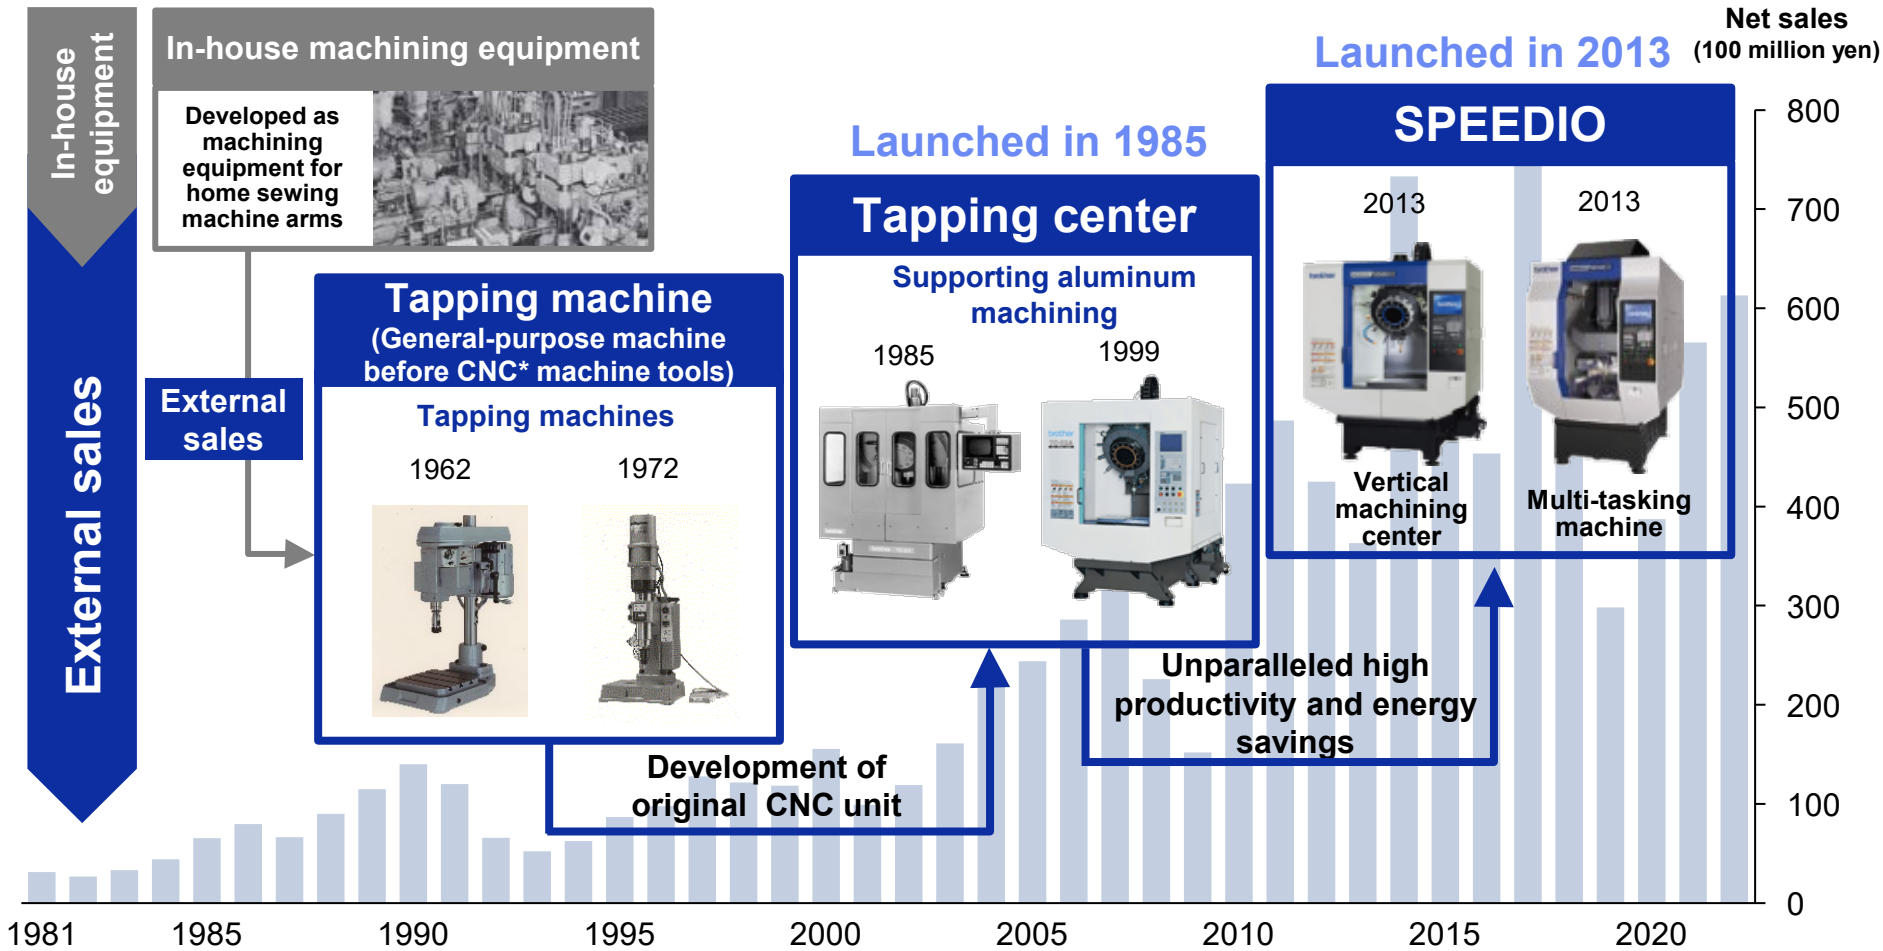 In-house
equipment
External sales
In-house machining equipment
Developed as
machining
equipment for
home sewing
machine arms
External
sales
Tapping machine
(General-purpose machine
before CNC* machine tools)
Tapping machines
1962
1972
Development of
original CNC unit
Launched in 1985
Tapping center
Supporting aluminum
machining
1985
1999
brother
Unparalleled high
productivity and energy
savings
Launched in 2013
SPEEDIO
2013
2013
brother
brother
Vertical
machining
center
Multi-tasking
machine
Net sales
(100 million yen)
800
700
600
500
400
300
200
100
0
1981
1985
1990
1995
2000
2005
2010
2015
2020